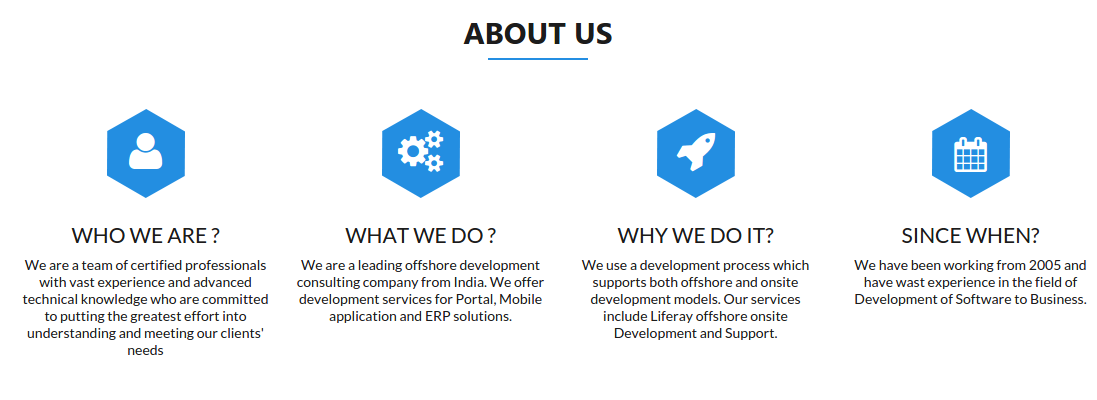 ABOUT US
WHO WE ARE ?
We are a team of certified professionals
with vast experience and advanced
technical knowledge who are committed
to putting the greatest effort into
understanding and meeting our clients'
needs
WHAT WE DO ?
We are a leading offshore development
consulting company from India. We offer
development services for Portal, Mobile
application and ERP solutions.
WHY WE DO IT?
We use a development process which
supports both offshore and onsite
development models. Our services
include Liferay offshore onsite
Development and Support.
SINCE WHEN?
We have been working from 2005 and
have wast experience in the field of
Development of Software to Business.